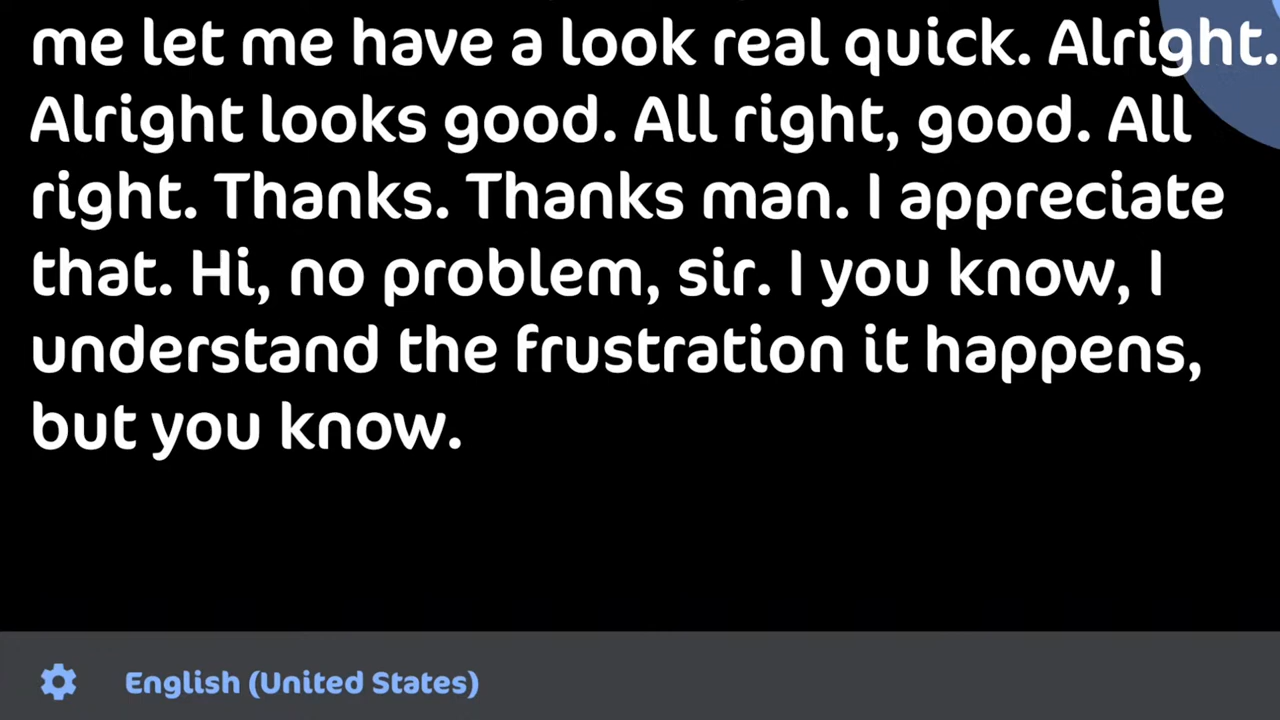 me let me have a look real quick. Alright.
Alright looks good. All right, good. All
right. Thanks. Thanks man. I appreciate
that. Hi, no problem, sir. I you know, I
understand the frustration it happens,
but you know.
English (United States)